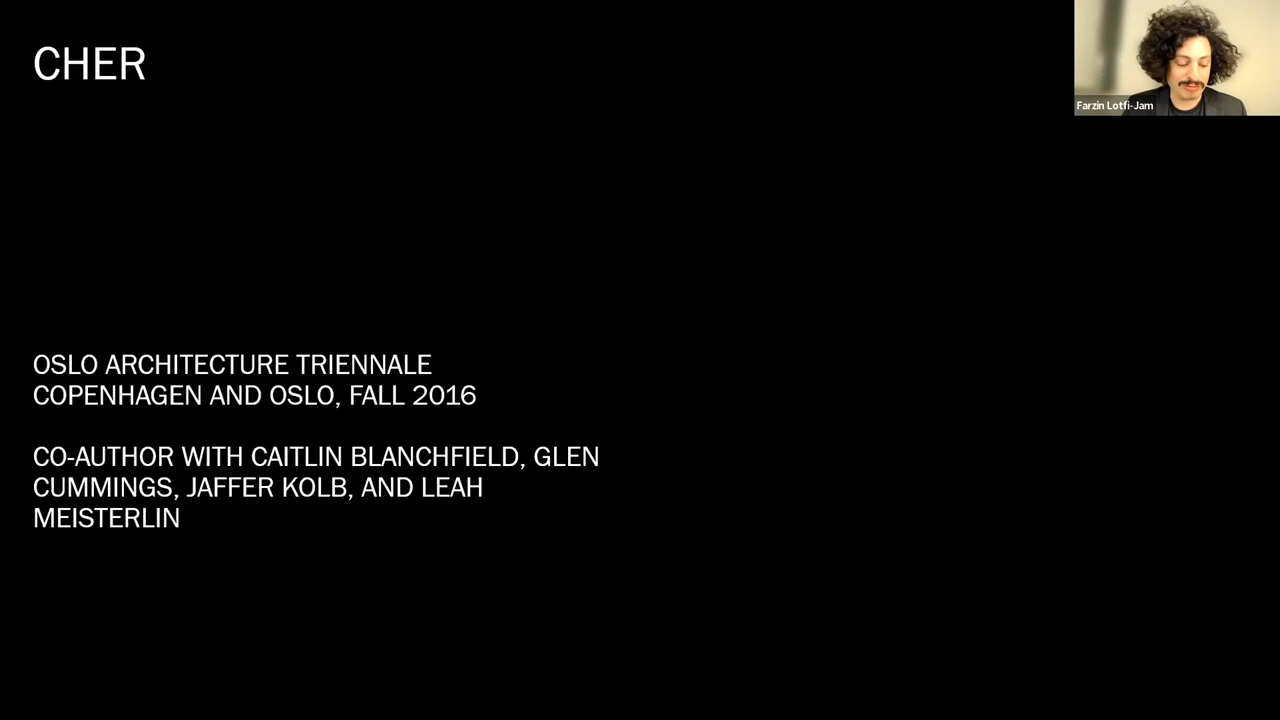 CHER
Farzin Lotfi-Jam
OSLO ARCHITECTURE TRIENNALE
COPENHAGEN AND OSLO, FALL 2016
CO-AUTHOR WITH CAITLIN BLANCHFIELD, GLEN
CUMMINGS, JAFFER KOLB, AND LEAH
MEISTERLIN